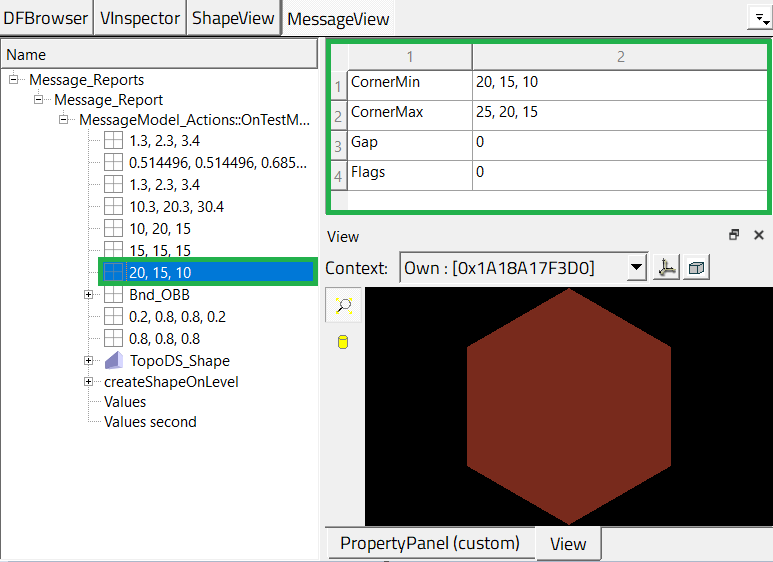 DFBrowser VInspector ShapeView MessageView
Name
Message_Reports
Message_Report
MessageModel_Actions::OnTestM...
1.3, 2.3, 3.4
0.514496, 0.514496, 0.685...
1.3, 2.3, 3.4
10.3, 20.3, 30.4
10, 20, 15
15, 15, 15
20, 15, 10
Bnd_OBB
0.2, 0.8, 0.8, 0.2
0.8, 0.8, 0.8
TopoDS_Shape
createShapeOnLevel
Values
Values second
1 2
1 CornerMin 20, 15, 10
2 CornerMax 25, 20, 15
3 Gap 0
4 Flags 0
View
Context: Own : [0x1A18A17F3D0]
PropertyPanel (custom) View